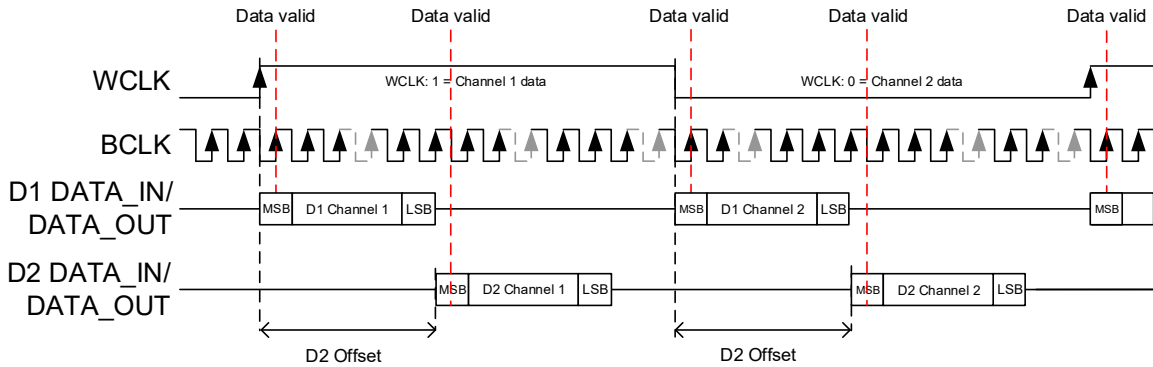 Data valid Data valid Data valid Data valid Data valid
WCLK
WCLK: 1 = Channel 1 data WCLK: 0 = Channel 2 data
BCLK
D1 DATA_IN/
DATA_OUT
MSB D1 Channel 1 LSB MSB D1 Channel 2 LSB MSB
D2 DATA_IN/
DATA_OUT
MSB D2 Channel 1 LSB MSB D2 Channel 2 LSB
D2 Offset D2 Offset